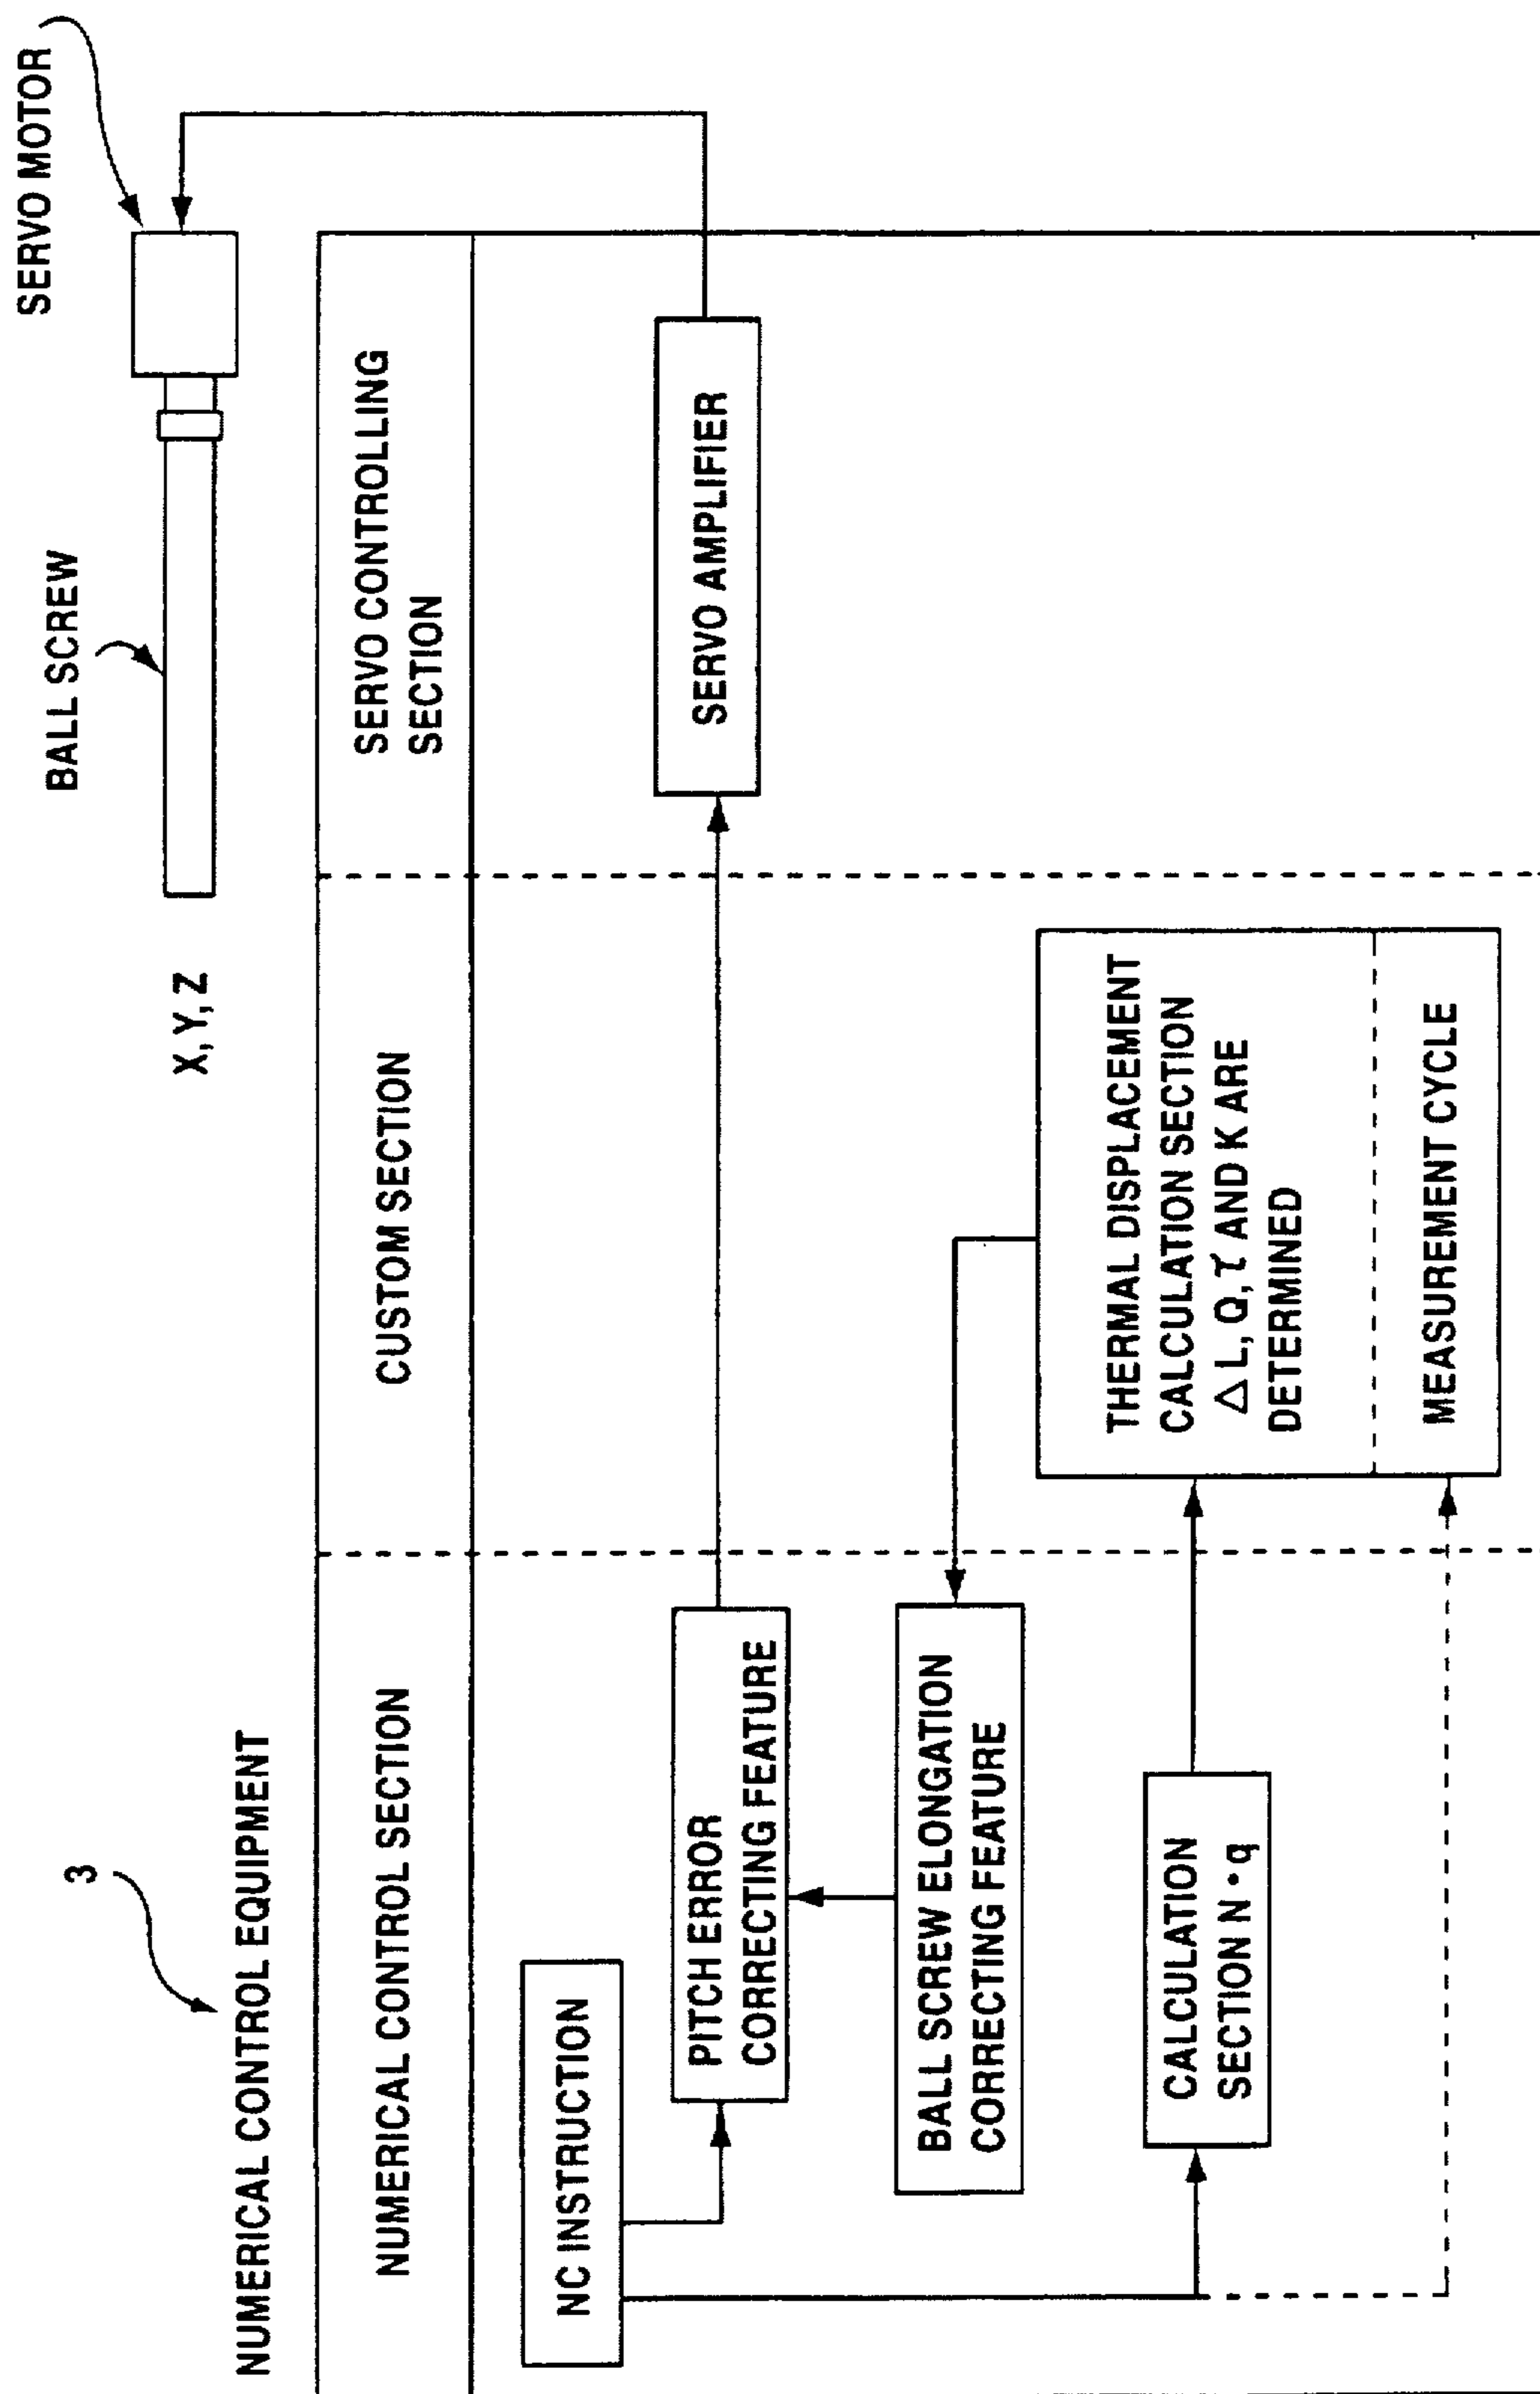 3
NUMERICAL CONTROL EQUIPMENT
X, Y, Z
BALL SCREW
SERVO MOTOR
NUMERICAL CONTROL SECTION
CUSTOM SECTION
SERVO CONTROLLING
SECTION
NC INSTRUCTION
PITCH ERROR
CORRECTING FEATURE
SERVO AMPLIFIER
BALL SCREW ELONGATION
CORRECTING FEATURE
CALCULATION
SECTION N・q
THERMAL DISPLACEMENT
CALCULATION SECTION
△L, Q, τ AND K ARE
DETERMINED
MEASUREMENT CYCLE